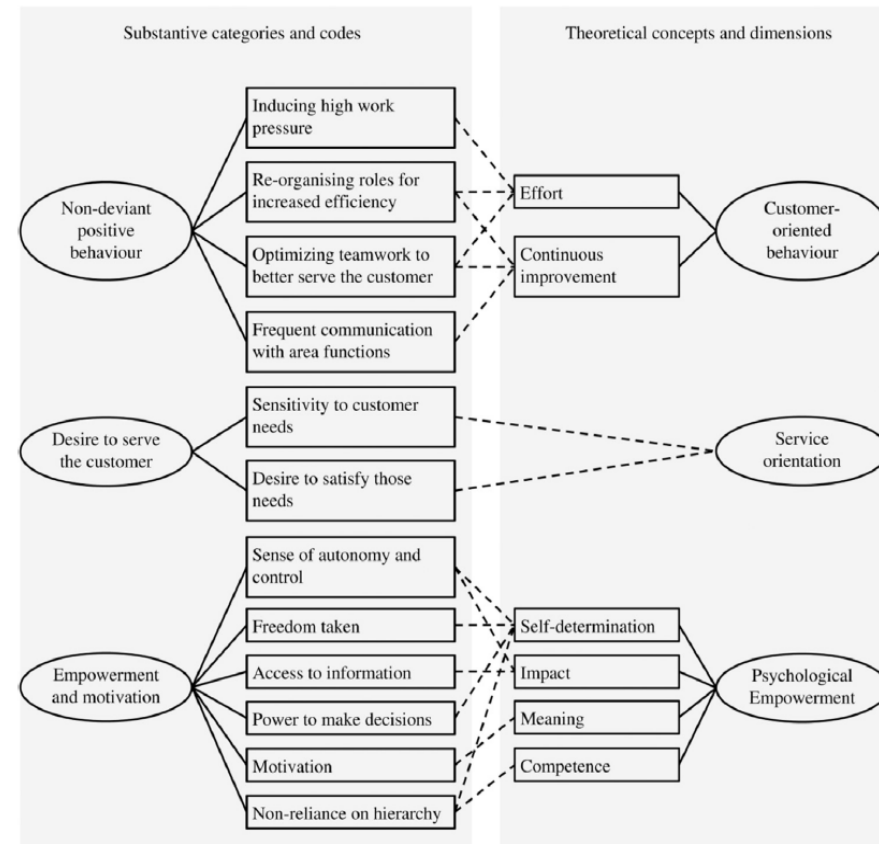 Substantive categories and codes
Theoretical concepts and dimensions
Non-deviant
positive
behaviour
Inducing high work
pressure
Re-organising roles for
increased efficiency
Optimizing teamwork to
better serve the customer
Frequent communication
with area functions
Effort
Continuous
improvement
Customer-
oriented
behaviour
Desire to serve
the customer
Sensitivity to customer
needs
Desire to satisfy those
needs
Service
orientation
Empowerment
and motivation
Sense of autonomy and
control
Freedom taken
Access to information
Power to make decisions
Motivation
Non-reliance on hierarchy
Self-determination
Impact
Meaning
Competence
Psychological
Empowerment